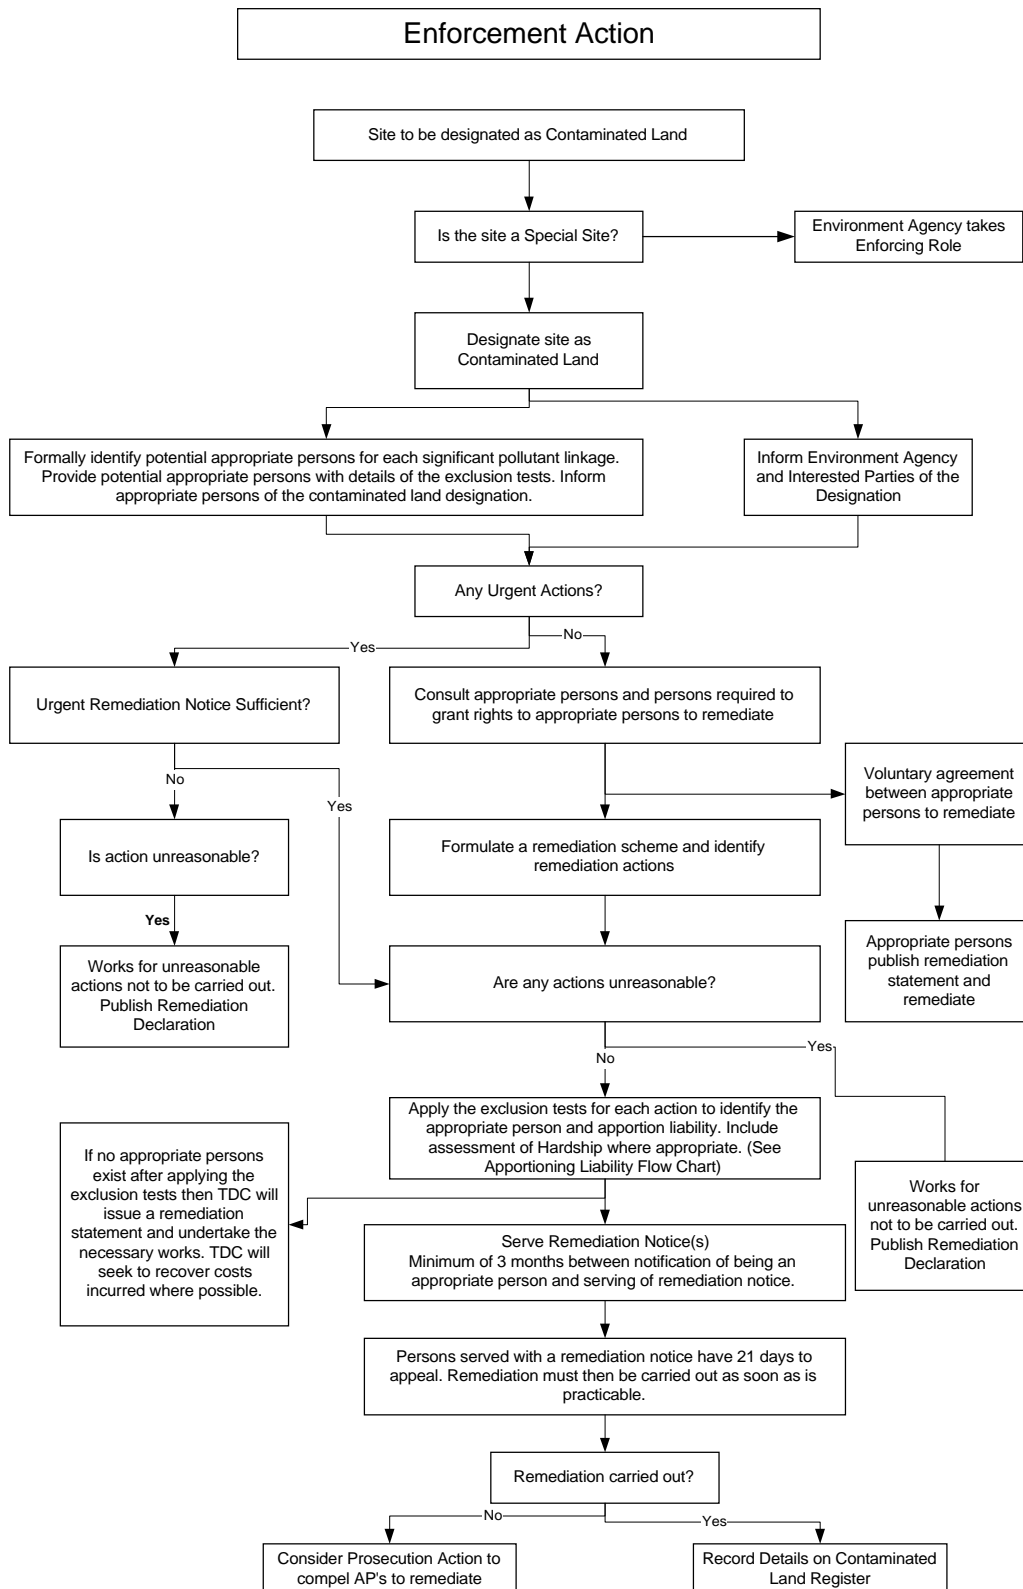 Enforcement Action
Site to be designated as Contaminated Land
Is the site a Special Site?
Environment Agency takes
Enforcing Role
Designate site as
Contaminated Land
Formally identify potential appropriate persons for each significant pollutant linkage.
Provide potential appropriate persons with details of the exclusion tests. Inform
appropriate persons of the contaminated land designation.
Inform Environment Agency
and Interested Parties of the
Designation
Any Urgent Actions?
Yes
No
Urgent Remediation Notice Sufficient?
Consult appropriate persons and persons required to
grant rights to appropriate persons to remediate
No
Yes
Voluntary agreement
between appropriate
persons to remediate
Is action unreasonable?
Formulate a remediation scheme and identify
remediation actions
Yes
Works for unreasonable
actions not to be carried out.
Publish Remediation
Declaration
Are any actions unreasonable?
Appropriate persons
publish remediation
statement and
remediate
No
Yes
Apply the exclusion tests for each action to identify the
appropriate person and apportion liability. Include
assessment of Hardship where appropriate. (See
Apportioning Liability Flow Chart)
If no appropriate persons
exist after applying the
exclusion tests then TDC will
issue a remediation
statement and undertake the
necessary works. TDC will
seek to recover costs
incurred where possible.
Works for
unreasonable actions
not to be carried out.
Publish Remediation
Declaration
Serve Remediation Notice(s)
Minimum of 3 months between notification of being an
appropriate person and serving of remediation notice.
Persons served with a remediation notice have 21 days to
appeal. Remediation must then be carried out as soon as is
practicable.
Remediation carried out?
No
Yes
Consider Prosecution Action to
compel AP's to remediate
Record Details on Contaminated
Land Register